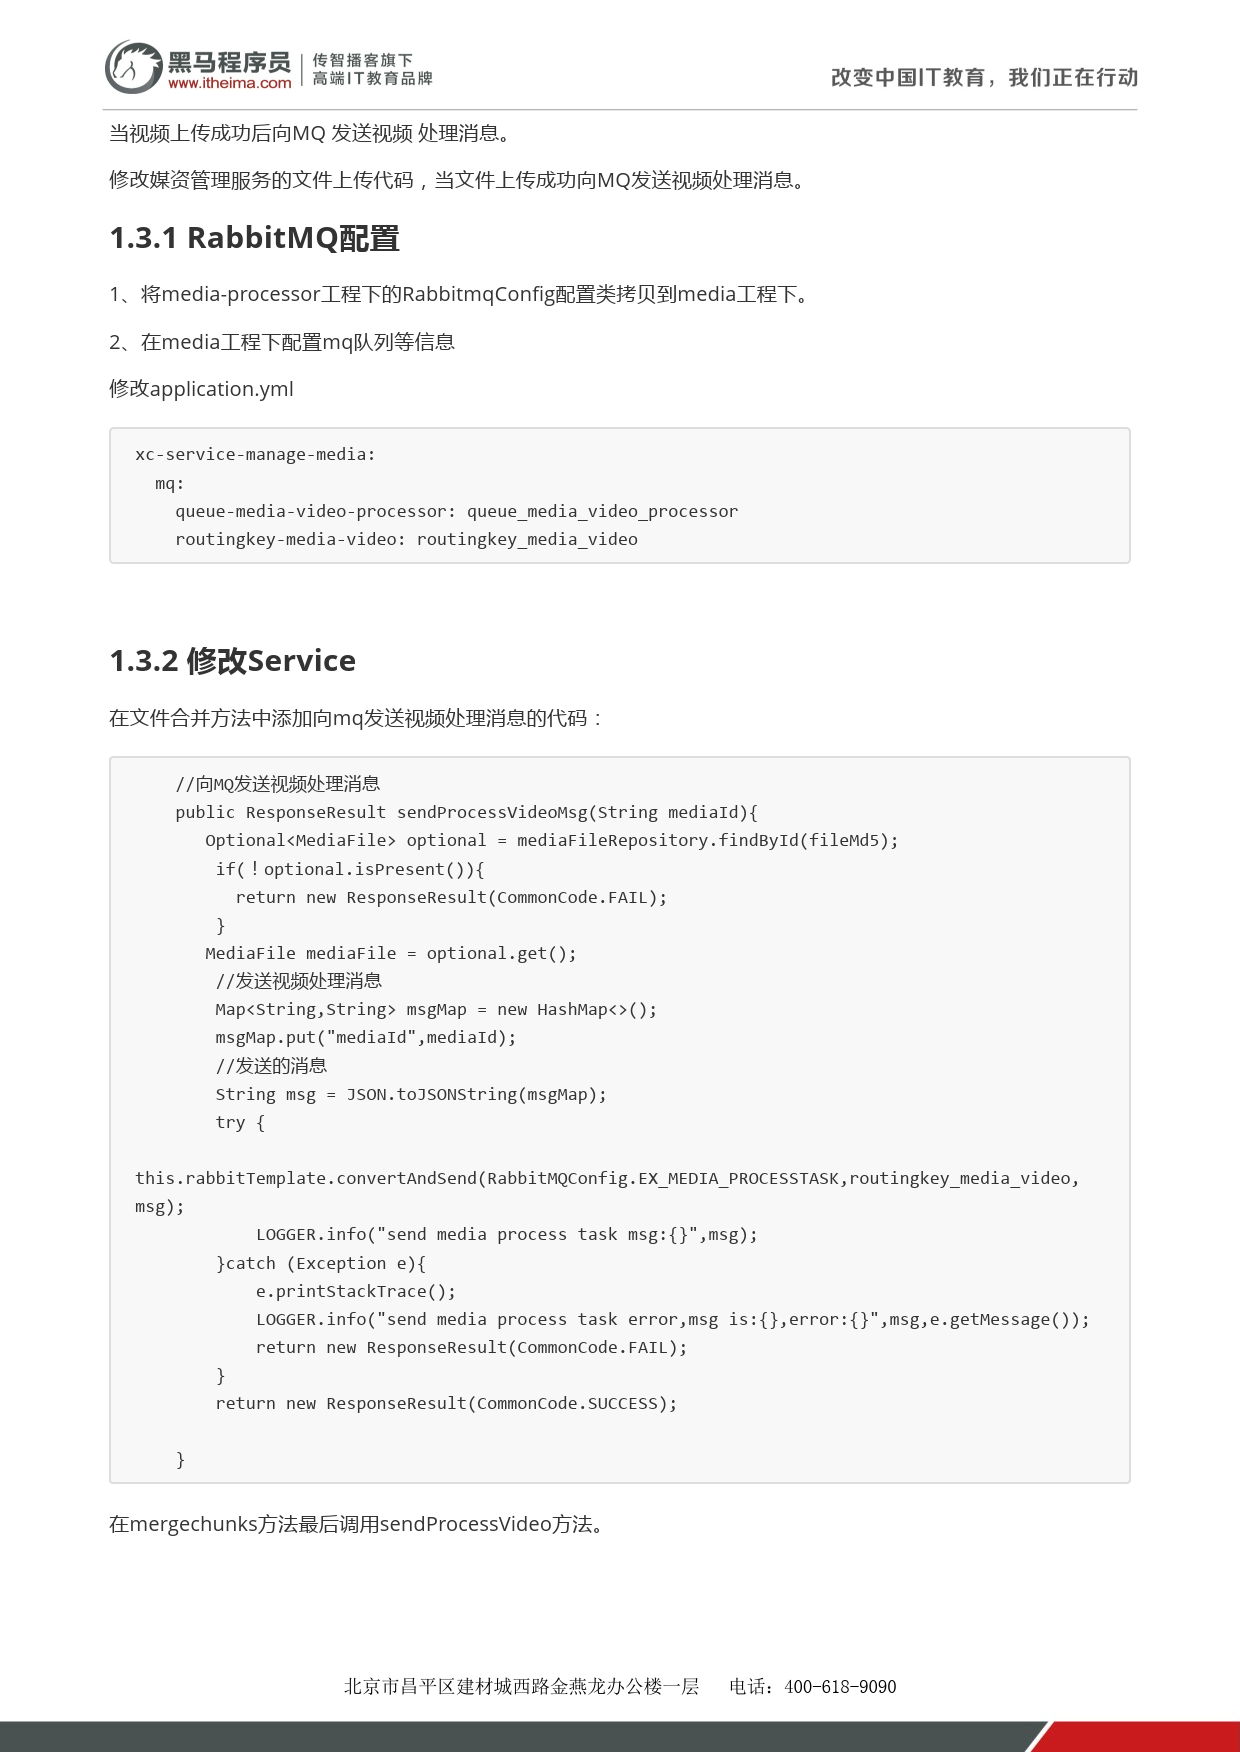 黑马程序员
www.itheima.com
传智播客旗下
高端IT教育品牌
改变中国IT教育，我们正在行动
当视频上传成功后向MQ 发送视频 处理消息。
修改媒资管理服务的文件上传代码，当文件上传成功向MQ发送视频处理消息。
1.3.1 RabbitMQ配置
1、将media-processor工程下的RabbitmqConfig配置类拷贝到media工程下。
2、在media工程下配置mq队列等信息
修改application.yml
xc-service-manage-media:
  mq:
    queue-media-video-processor: queue_media_video_processor
    routingkey-media-video: routingkey_media_video
1.3.2 修改Service
在文件合并方法中添加向mq发送视频处理消息的代码：
    //向MQ发送视频处理消息
    public ResponseResult sendProcessVideoMsg(String mediaId){
       Optional<MediaFile> optional = mediaFileRepository.findById(fileMd5);
        if(！optional.isPresent()){
          return new ResponseResult(CommonCode.FAIL);
        }
       MediaFile mediaFile = optional.get();
        //发送视频处理消息
        Map<String,String> msgMap = new HashMap<>();
        msgMap.put("mediaId",mediaId);
        //发送的消息
        String msg = JSON.toJSONString(msgMap);
        try {
this.rabbitTemplate.convertAndSend(RabbitMQConfig.EX_MEDIA_PROCESSTASK,routingkey_media_video,
msg);
            LOGGER.info("send media process task msg:{}",msg);
        }catch (Exception e){
            e.printStackTrace();
            LOGGER.info("send media process task error,msg is:{},error:{}",msg,e.getMessage());
            return new ResponseResult(CommonCode.FAIL);
        }
        return new ResponseResult(CommonCode.SUCCESS);
    }
在mergechunks方法最后调用sendProcessVideo方法。
北京市昌平区建材城西路金燕龙办公楼一层   电话：400-618-9090